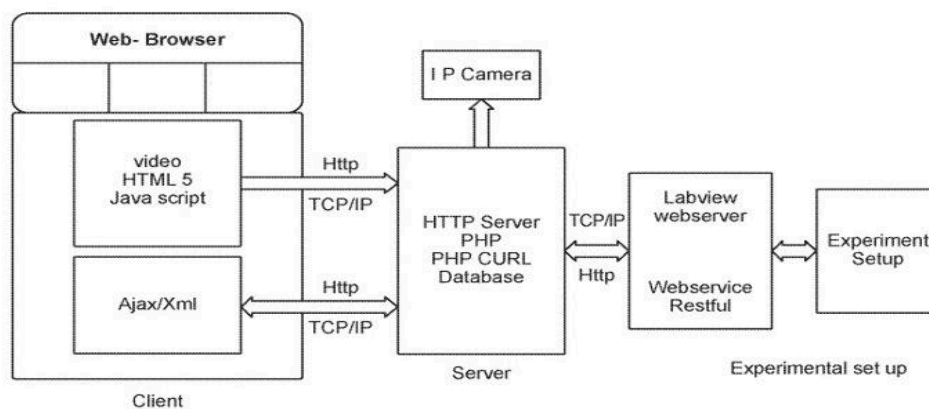 Web- Browser
I P Camera
video
HTML 5
Java script
Http
TCP/IP
HTTP Server
PHP
PHP CURL
Database
TCP/IP
Http
Labview
webserver
Webservice
Restful
Experiment
Setup
Ajax/Xml
Http
TCP/IP
Server
Experimental set up
Client